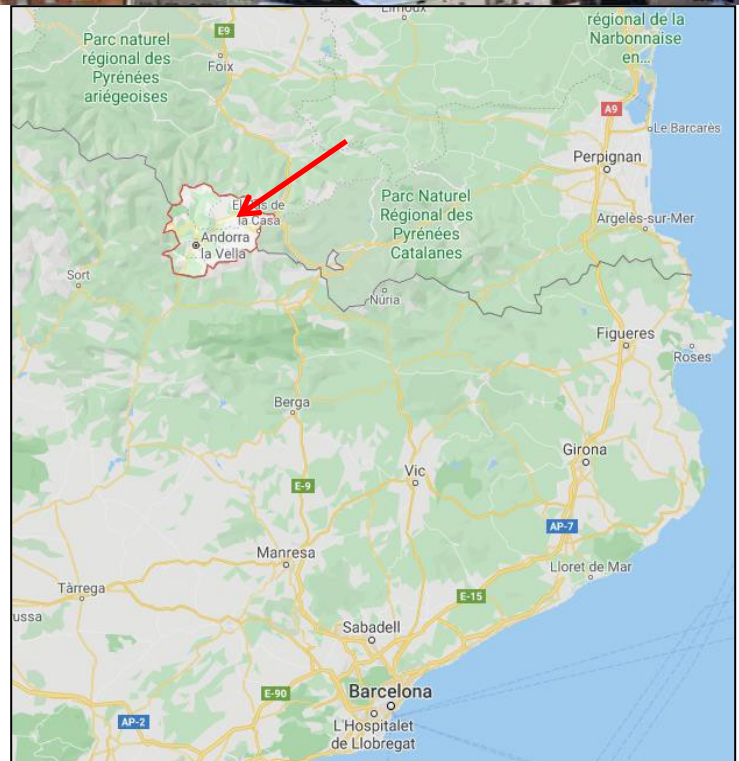 Limoux
régional de la
Narbonnaise
en...
E9
Parc naturel
régional des
Pyrénées
ariégeoises
Foix
A9
Le Barcarès
Perpignan
Parc Naturel
Régional des
Pyrénées
Catalanes
Argelès-sur-Mer
de
la Casa
Andorra
la Vella
Sort
Núria
Figueres
Roses
Berga
Girona
Vic
E-9
AP-7
Manresa
Lloret de Mar
Tàrrega
E-15
ussa
Sabadell
E-90
Barcelona
AP-2
L'Hospitalet
de Llobregat